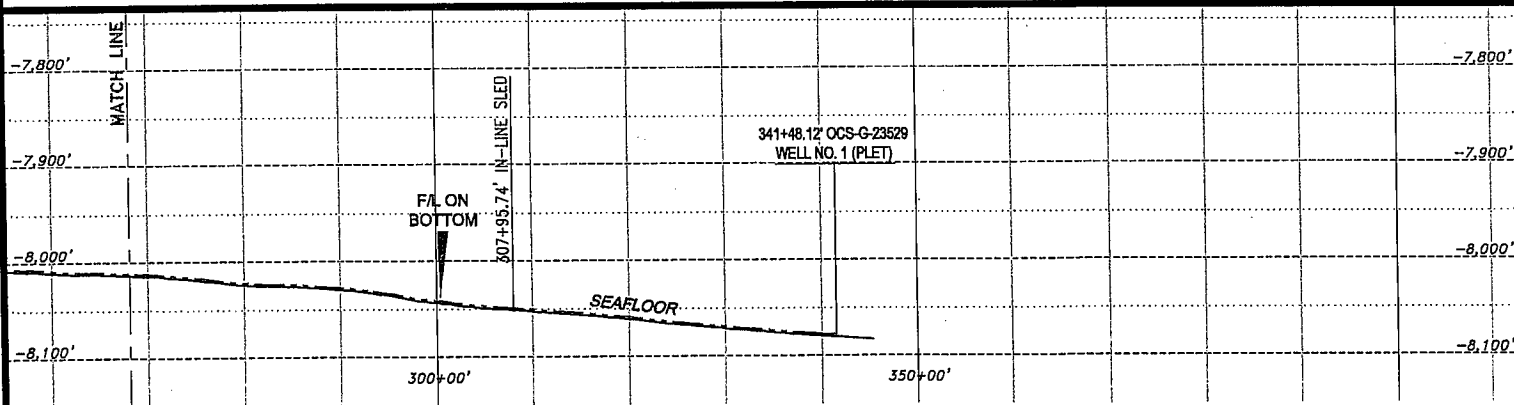 MATCH LINE
-7,800'
-7,800'
307+95.74' IN-LINE SLED
341+48.12' OCS-G-23529
WELL NO. 1 (PLET)
-7,900'
-7,900'
F/L ON
BOTTOM
-8,000'
-8,000'
SEAFLOOR
-8,100'
-8,100'
300+00'
350+00'